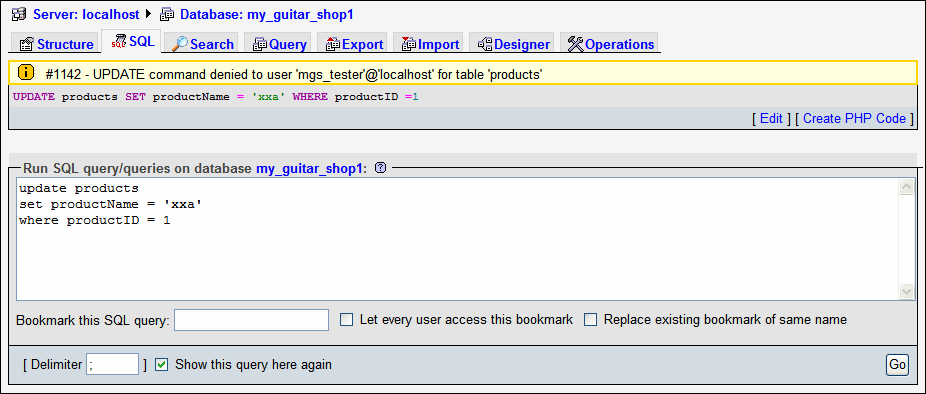 Server: localhost Database: my_guitar_shop1
Structure SQL Search Query Export Import Designer Operations
#1142 - UPDATE command denied to user 'mgs_tester'@'localhost' for table 'products'
UPDATE products SET productName = 'xxa' WHERE productID =1
[ Edit ] [ Create PHP Code ]
Run SQL query/queries on database my_guitar_shop1:
update products
set productName = 'xxa'
where productID = 1
Bookmark this SQL query: Let every user access this bookmark Replace existing bookmark of same name
[ Delimiter ; ] Show this query here again Go